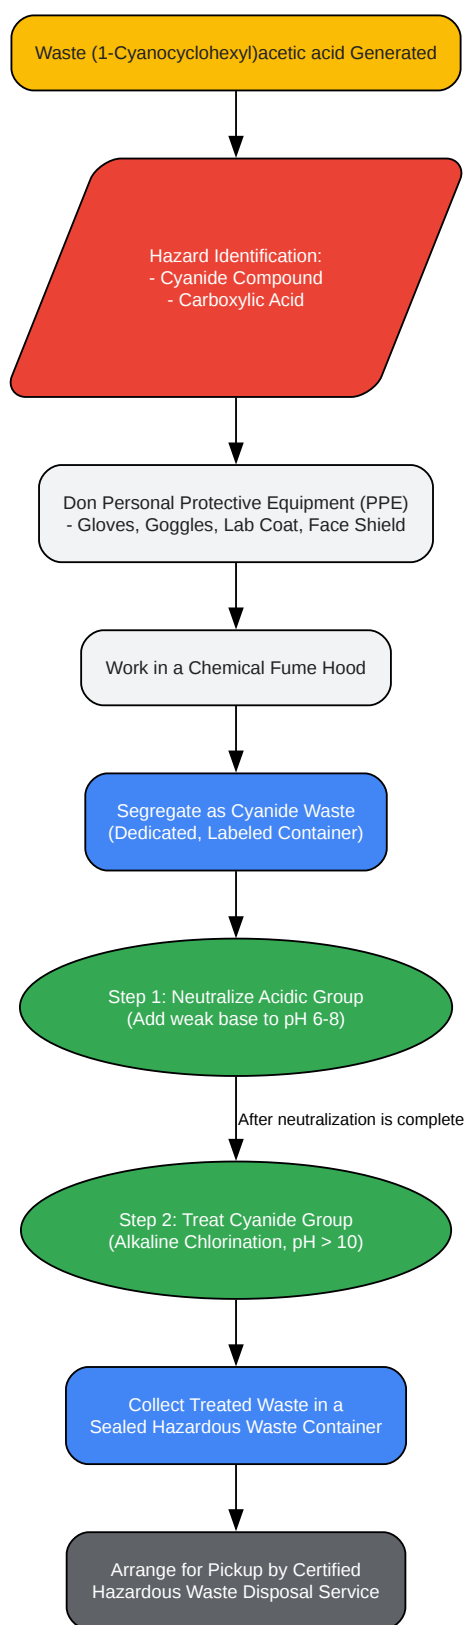 Waste (1-Cyanocyclohexyl)acetic acid Generated
Hazard Identification:
- Cyanide Compound
- Carboxylic Acid
Don Personal Protective Equipment (PPE)
- Gloves, Goggles, Lab Coat, Face Shield
Work in a Chemical Fume Hood
Segregate as Cyanide Waste
(Dedicated, Labeled Container)
Step 1: Neutralize Acidic Group
(Add weak base to pH 6-8)
After neutralization is complete
Step 2: Treat Cyanide Group
(Alkaline Chlorination, pH > 10)
Collect Treated Waste in a
Sealed Hazardous Waste Container
Arrange for Pickup by Certified
Hazardous Waste Disposal Service